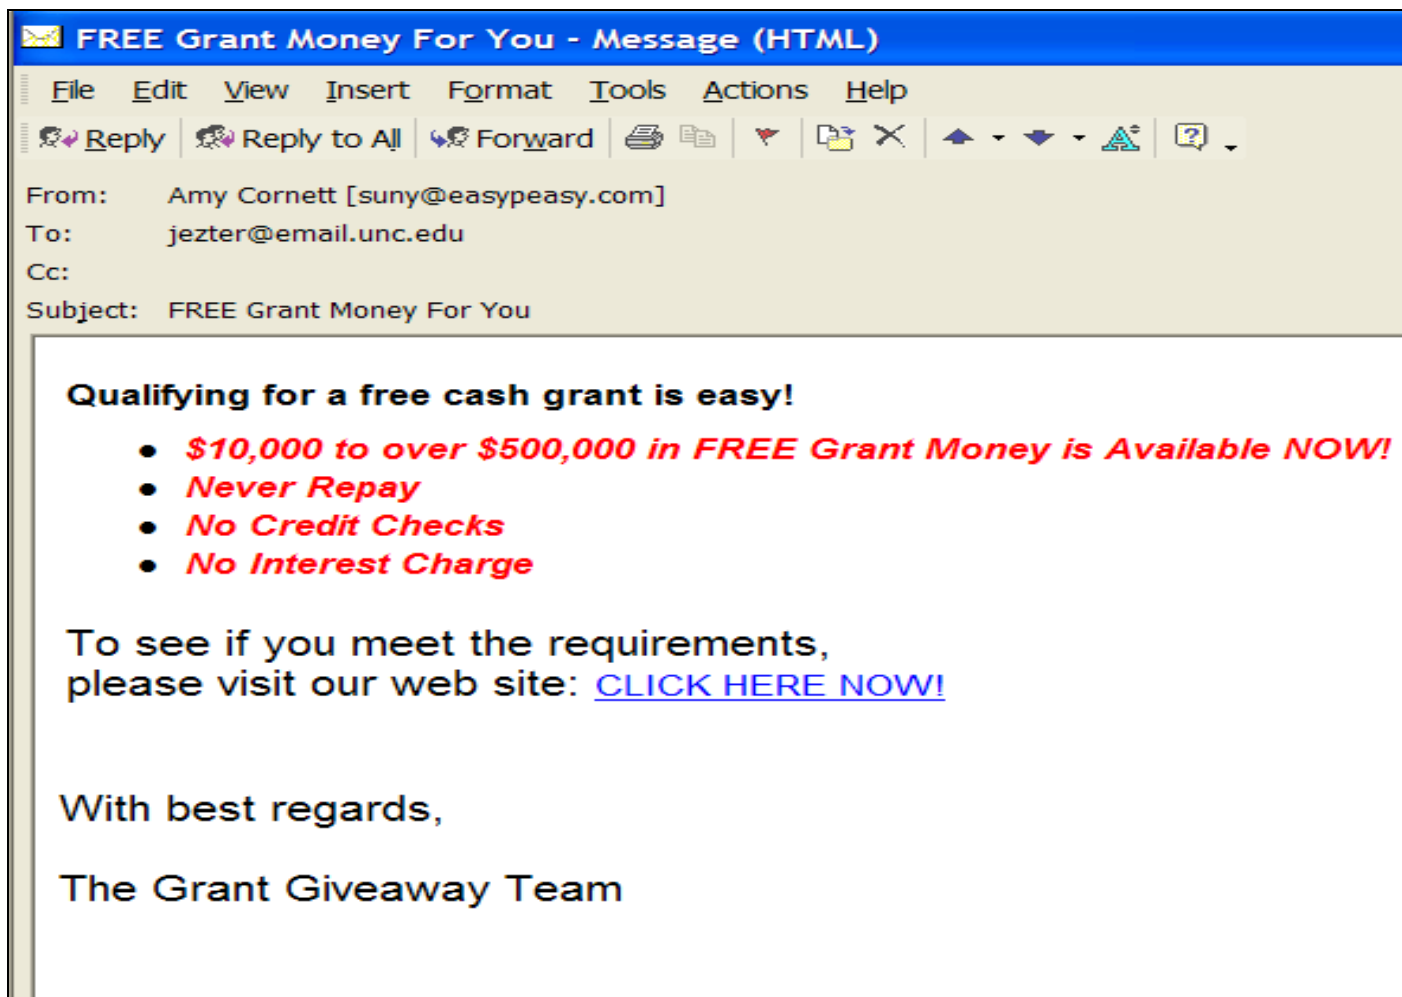 FREE Grant Money For You - Message (HTML)
File Edit View Insert Format Tools Actions Help
Reply Reply to All Forward
From: Amy Cornett [suny@easypeasy.com]
To: jezter@email.unc.edu
Cc:
Subject: FREE Grant Money For You
Qualifying for a free cash grant is easy!
• $10,000 to over $500,000 in FREE Grant Money is Available NOW!
• Never Repay
• No Credit Checks
• No Interest Charge
To see if you meet the requirements,
please visit our web site: CLICK HERE NOW!
With best regards,
The Grant Giveaway Team